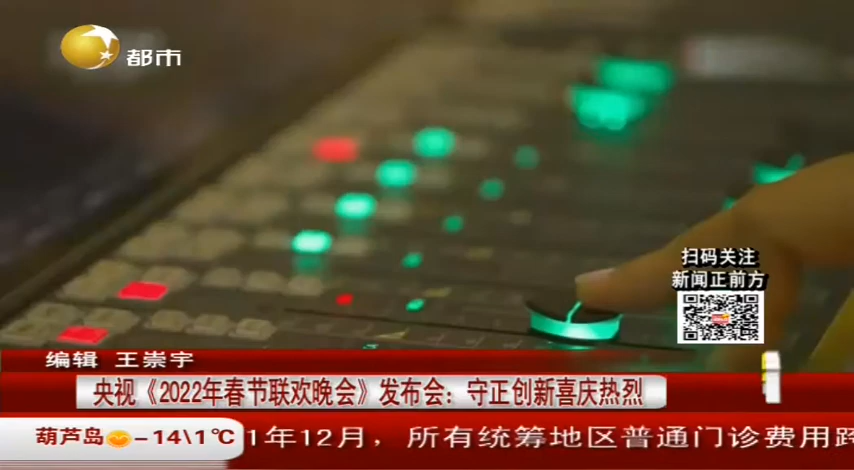 都市
扫码关注
新闻正前方
编辑 王崇宇
央视《2022年春节联欢晚会》发布会：守正创新喜庆热烈
葫芦岛 -14\1℃
1年12月，所有统筹地区普通门诊费用跨